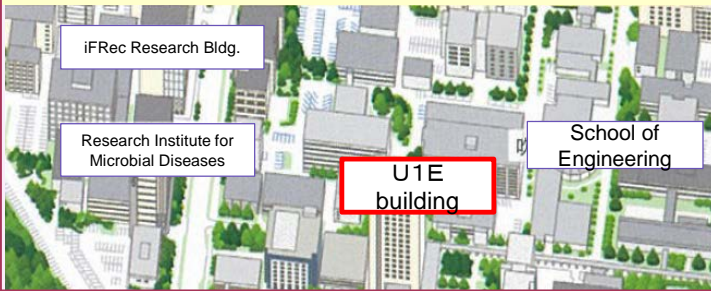 iFRec Research Bldg.
Research Institute for
Microbial Diseases
U1E
building
School of
Engineering